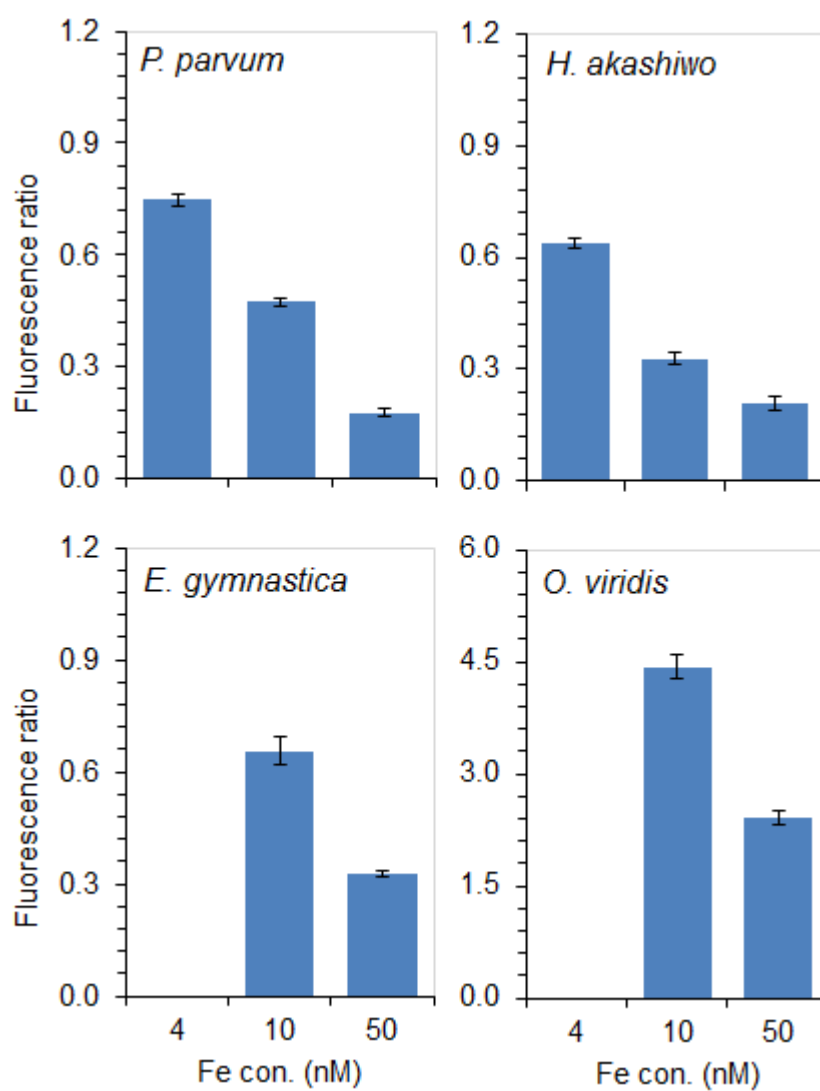 P. parvum
1.2
0.9
0.6
0.3
0.0
Fluorescence ratio
H. akashiwo
1.2
0.9
0.6
0.3
0.0
E. gymnastica
1.2
0.9
0.6
0.3
0.0
Fluorescence ratio
4 10 50
Fe con. (nM)
O. viridis
6.0
4.5
3.0
1.5
0.0
4 10 50
Fe con. (nM)